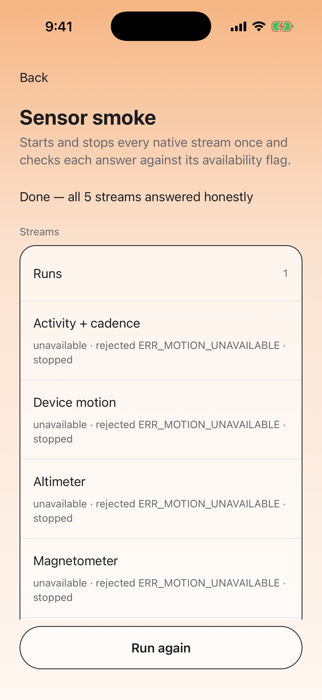 9:41
Back
Sensor smoke
Starts and stops every native stream once and
checks each answer against its availability flag.
Done — all 5 streams answered honestly
Streams
Runs 1
Activity + cadence
unavailable · rejected ERR_MOTION_UNAVAILABLE ·
stopped
Device motion
unavailable · rejected ERR_MOTION_UNAVAILABLE ·
stopped
Altimeter
unavailable · rejected ERR_MOTION_UNAVAILABLE ·
stopped
Magnetometer
unavailable · rejected ERR_MOTION_UNAVAILABLE ·
stopped
Run again